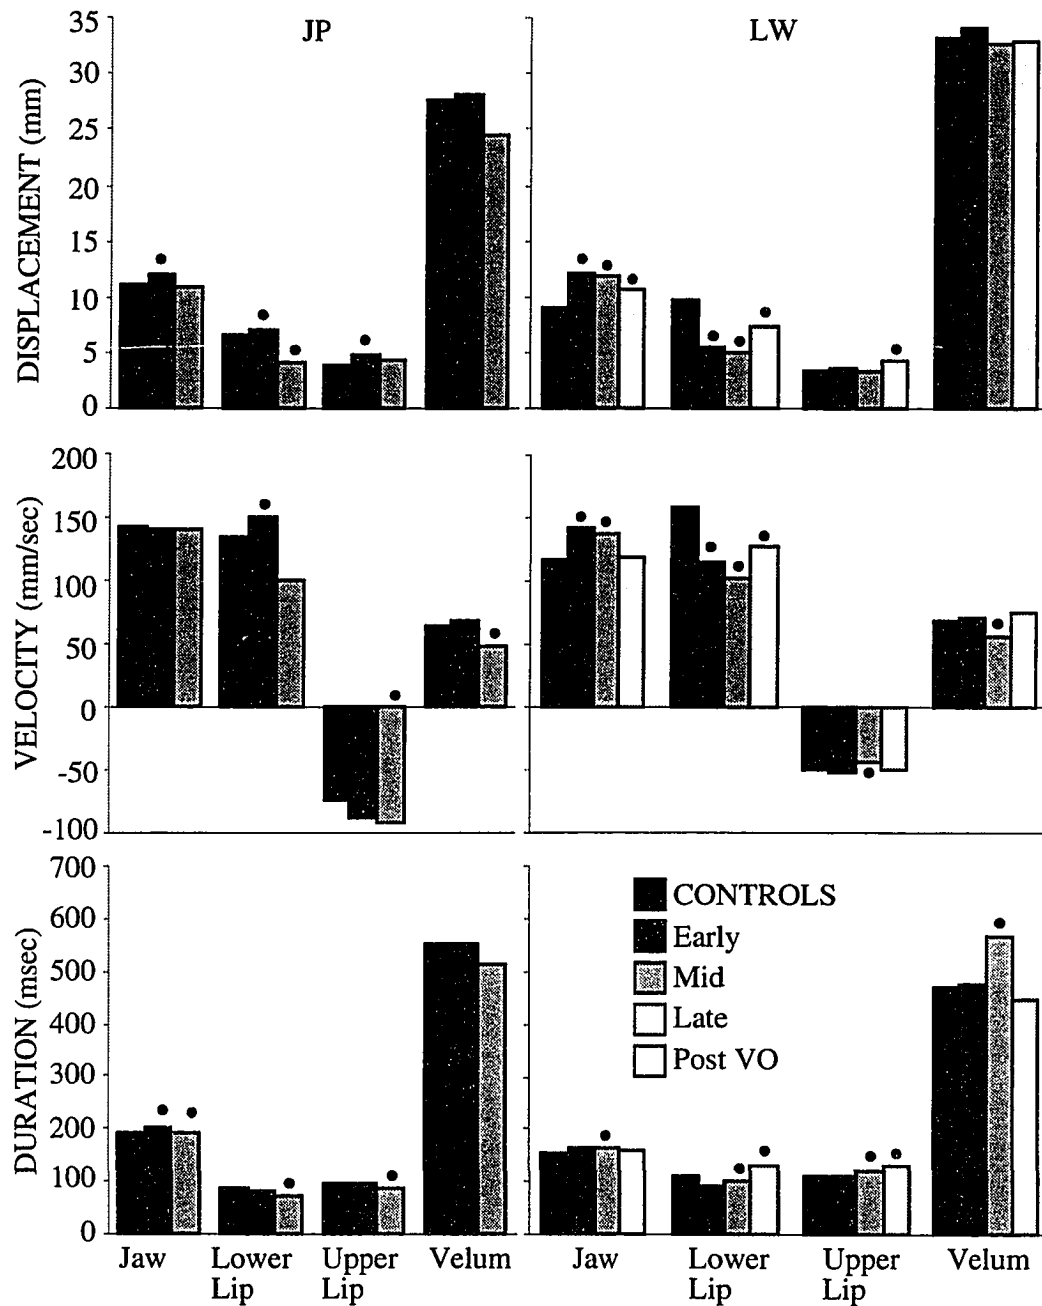 JP
LW
DISPLACEMENT (mm)
35
30
25
20
15
10
5
0
VELOCITY (mm/sec)
200
150
100
50
0
-50
-100
DURATION (msec)
700
600
500
400
300
200
100
0
CONTROLS
Early
Mid
Late
Post VO
Jaw
Lower
Lip
Upper
Lip
Velum
Jaw
Lower
Lip
Upper
Lip
Velum